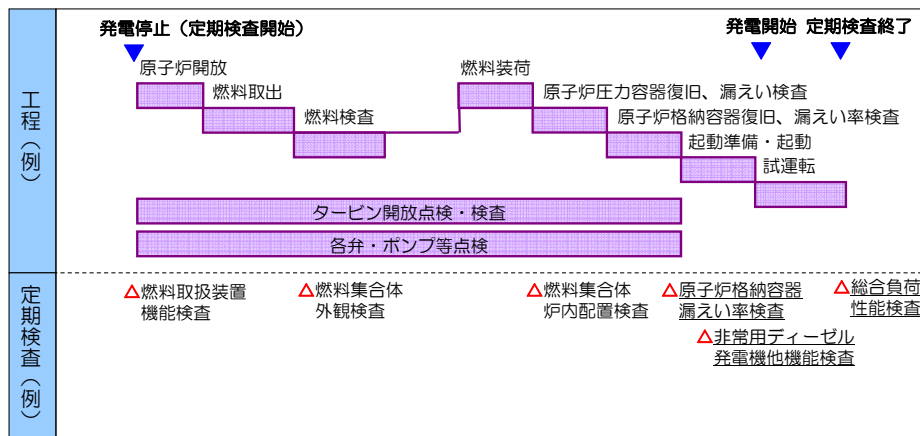 発電停止（定期検査開始）
発電開始 定期検査終了
工程（例）
原子炉開放
燃料装荷
燃料取出
原子炉圧力容器復旧、漏えい検査
燃料検査
原子炉格納容器復旧、漏えい率検査
起動準備・起動
試運転
タービン開放点検・検査
各弁・ポンプ等点検
定期検査（例）
△燃料取扱装置
機能検査
△燃料集合体
外観検査
△燃料集合体
炉内配置検査
△原子炉格納容器
漏えい率検査
△総合負荷
性能検査
△非常用ディーゼル
発電機他機能検査